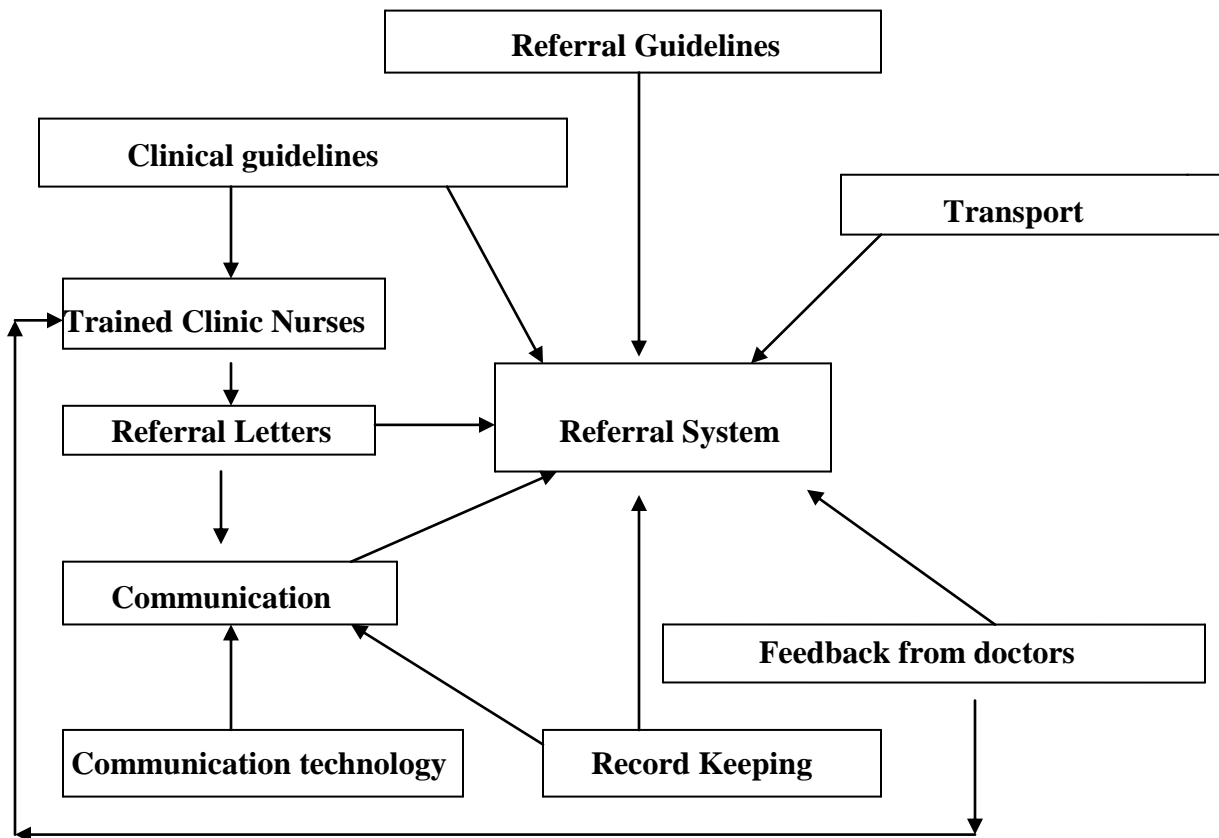 Referral Guidelines
Clinical guidelines
Transport
Trained Clinic Nurses
Referral Letters
Referral System
Communication
Feedback from doctors
Communication technology
Record Keeping